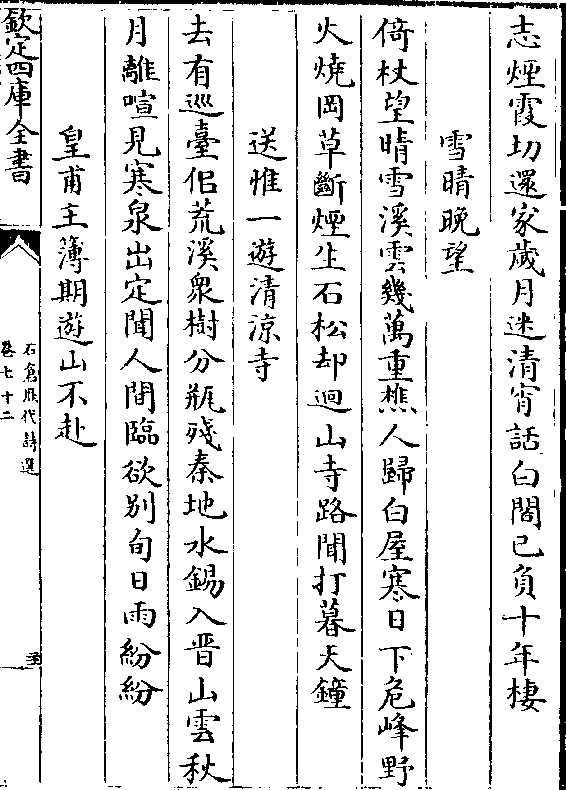 志煙霞切還家歲月迷清宵話白閣已負十年棲
雪晴晚望
倚杖望晴雪溪雲幾萬重樵人歸白屋寒日下危峰野
火燒岡草斷煙生石松却迴山寺路聞打暮天鐘
送惟一遊清涼寺
去有巡臺侶荒溪衆樹分瓶殘秦地水錫入晋山雲秋
月離喧見寒泉出定聞人間臨欲别旬日雨紛紛
皇甫主簿期遊山不赴
欽定四庫全書
石倉歴代詩選
卷七十二